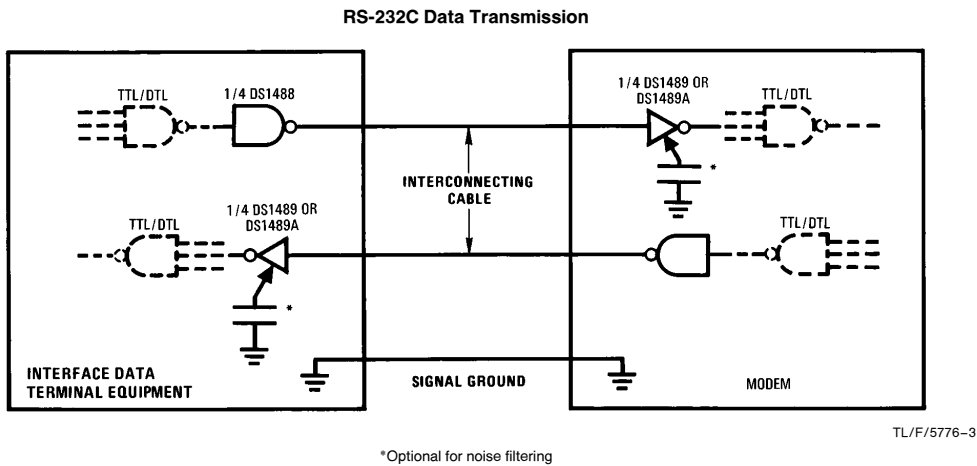 RS-232C Data Transmission
TTL/DTL
1/4 DS1488
1/4 DS1489 OR
DS1489A
TTL/DTL
*
INTERCONNECTING
CABLE
TTL/DTL
1/4 DS1489 OR
DS1489A
TTL/DTL
*
INTERFACE DATA
TERMINAL EQUIPMENT
SIGNAL GROUND
MODEM
TL/F/5776–3
*Optional for noise filtering